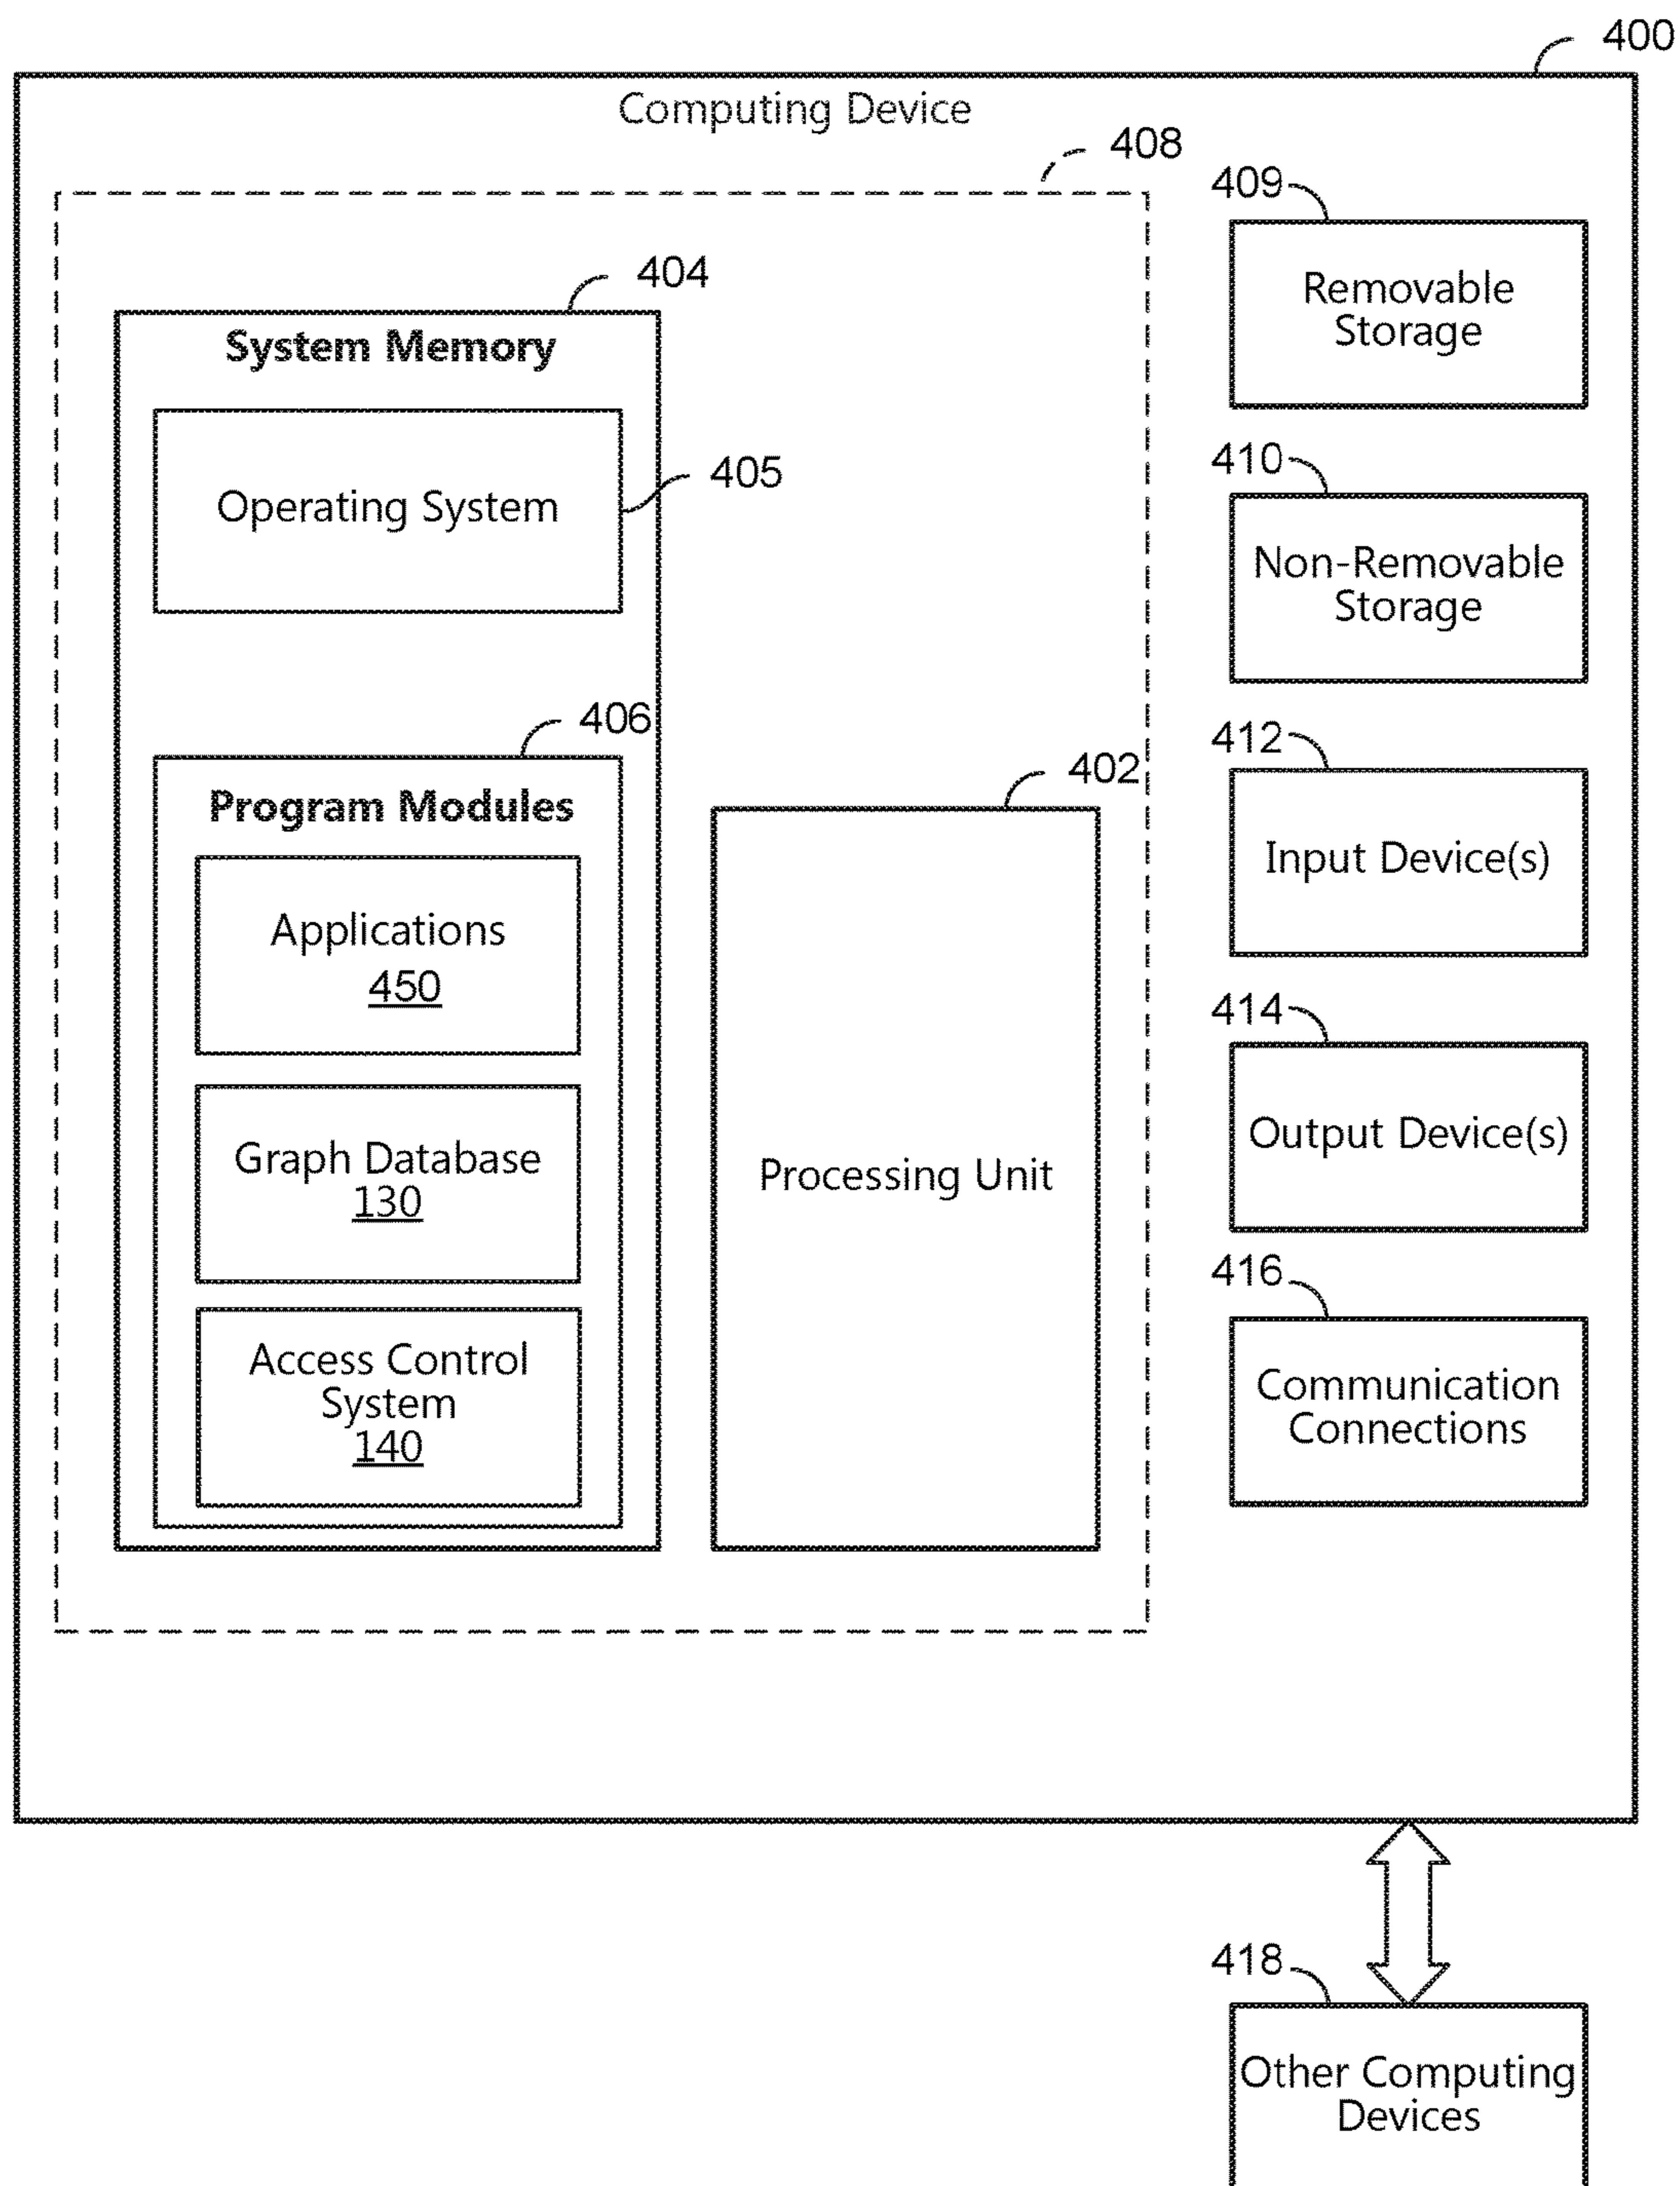 400
Computing Device
408
409
Removable
Storage
404
System Memory
Operating System
405
410
Non-Removable
Storage
406
Program Modules
Applications
450
Graph Database
130
Access Control
System
140
402
Processing Unit
412
Input Device(s)
414
Output Device(s)
416
Communication
Connections
418
Other Computing
Devices